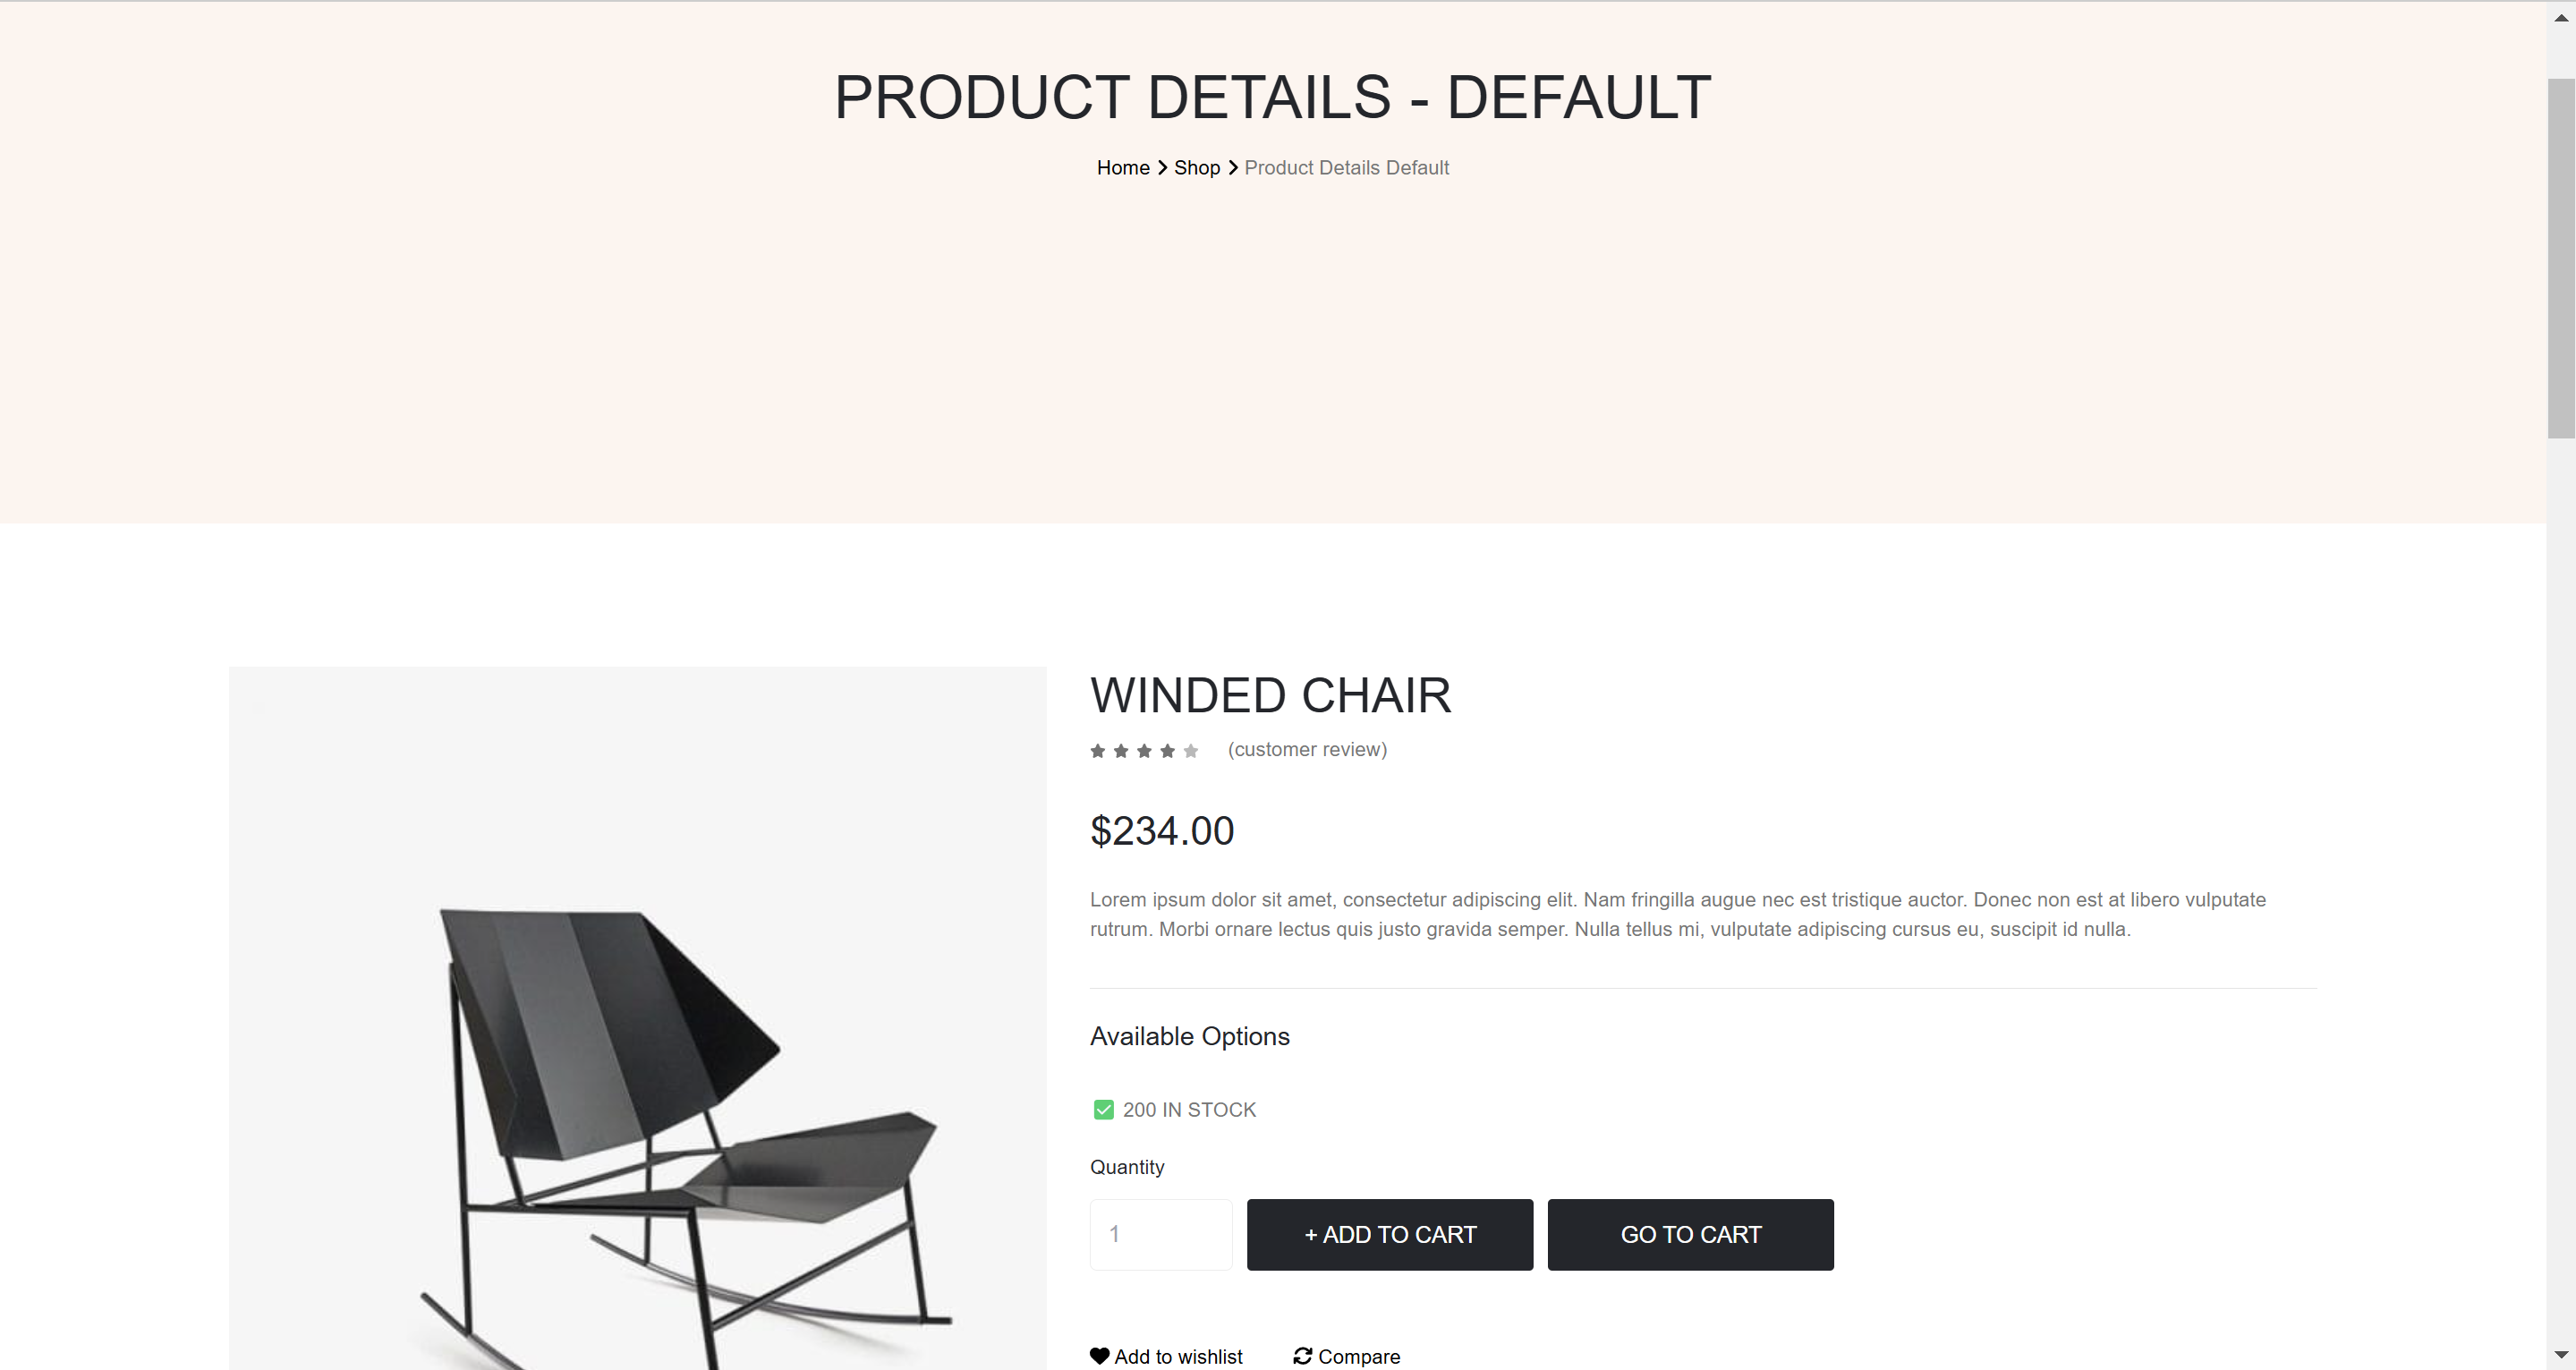 PRODUCT DETAILS - DEFAULT
Home > Shop > Product Details Default
WINDED CHAIR
(customer review)
$234.00
Lorem ipsum dolor sit amet, consectetur adipiscing elit. Nam fringilla augue nec est tristique auctor. Donec non est at libero vulputate
rutrum. Morbi ornare lectus quis justo gravida semper. Nulla tellus mi, vulputate adipiscing cursus eu, suscipit id nulla.
Available Options
200 IN STOCK
Quantity
1
+ ADD TO CART
GO TO CART
Add to wishlist
Compare